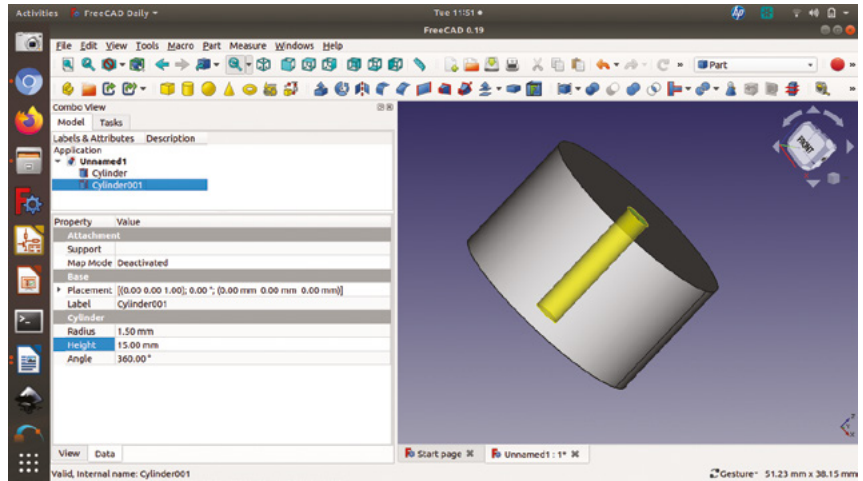 Activities FreeCAD Daily Tue 11:51
FreeCAD 0.19
File Edit View Tools Macro Part Measure Windows Help
Part
Combo View
Model Tasks
Labels & Attributes Description
Application
Unnamed1
Cylinder
Cylinder001
FRONT
Property Value
Attachment
Support
Map Mode Deactivated
Base
Placement [(0.00 0.00 1.00); 0.00 °; (0.00 mm 0.00 mm 0.00 mm)]
Label Cylinder001
Cylinder
Radius 1.50 mm
Height 15.00 mm
Angle 360.00 °
View Data
Start page Unnamed1 : 1*
Valid, Internal name: Cylinder001
Gesture 51.23 mm x 38.15 mm